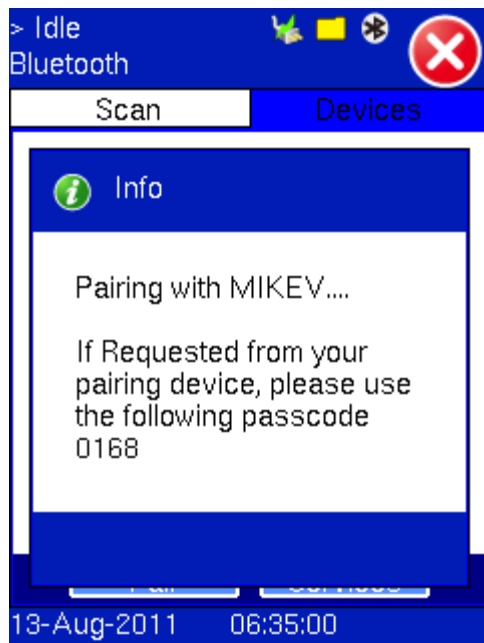 > Idle
Bluetooth
Scan
Devices
Info
Pairing with MIKEV....
If Requested from your
pairing device, please use
the following passcode
0168
13-Aug-2011 06:35:00